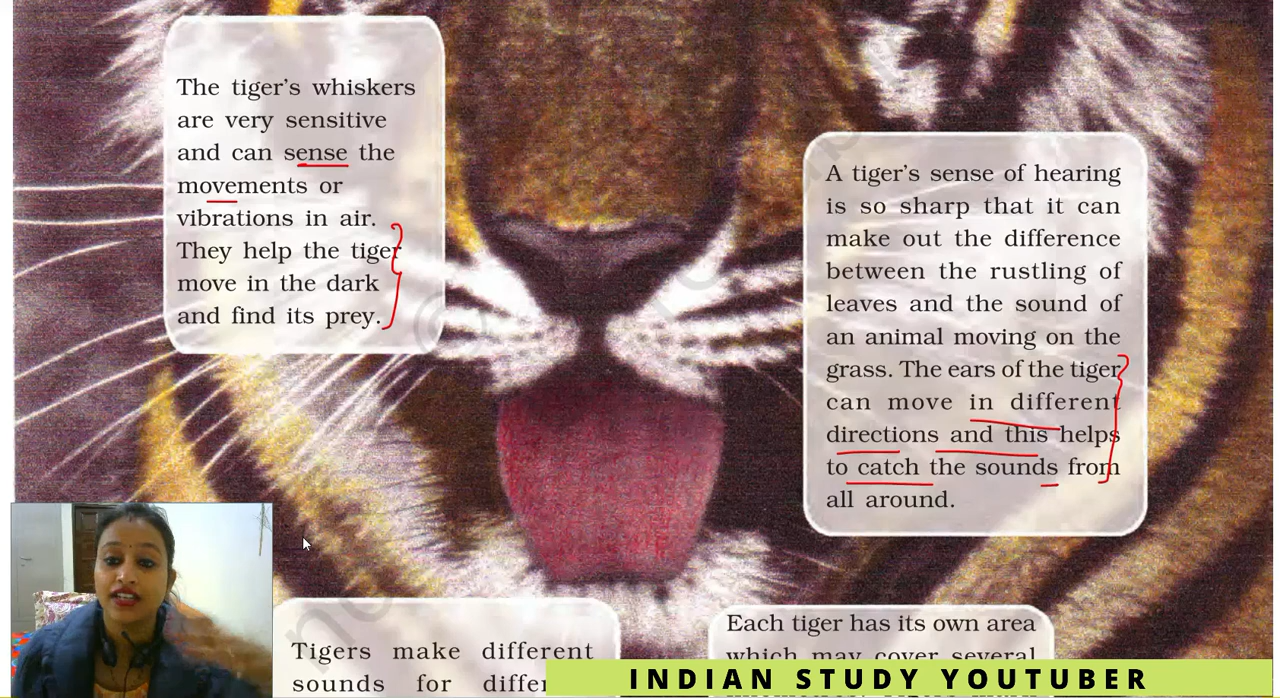 The tiger's whiskers
are very sensitive
and can sense the
movements or
vibrations in air.
They help the tiger
move in the dark
and find its prey.
A tiger's sense of hearing
is so sharp that it can
make out the difference
between the rustling of
leaves and the sound of
an animal moving on the
grass. The ears of the tiger
can move in different
directions and this helps
to catch the sounds from
all around.
Tigers make different
sounds for
Each tiger has its own area
which may cover several
INDIAN STUDY YOUTUBER